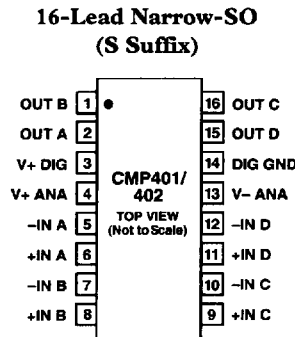 16-Lead Narrow-SO
(S Suffix)
OUT B 1
OUT A 2
V+ DIG 3
V+ ANA 4
–IN A 5
+IN A 6
–IN B 7
+IN B 8
CMP401/
402
TOP VIEW
(Not to Scale)
16 OUT C
15 OUT D
14 DIG GND
13 V– ANA
12 –IN D
11 +IN D
10 –IN C
9 +IN C